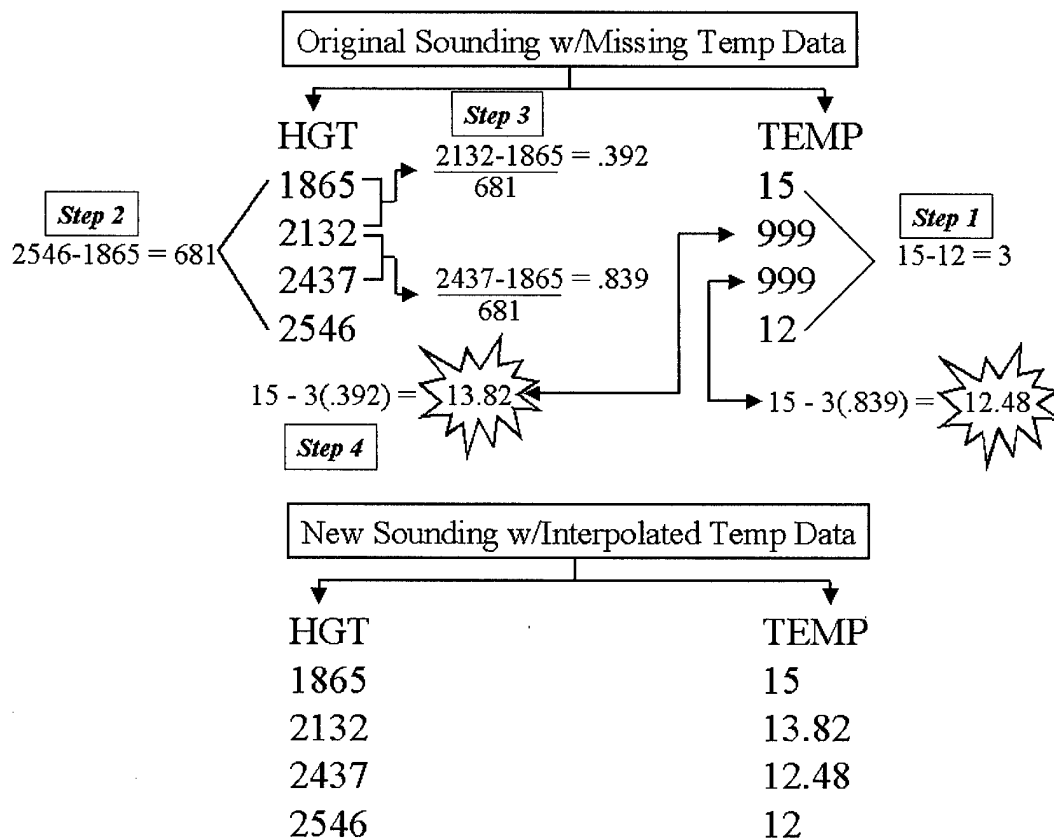 Original Sounding w/Missing Temp Data
Step 3
HGT
TEMP
2132-1865 = .392
681
1865
15
Step 2
2546-1865 = 681
2132
999
Step 1
15-12 = 3
2437
999
2437-1865 = .839
681
2546
12
15 - 3(.392) = 13.82
15 - 3(.839) = 12.48
Step 4
New Sounding w/Interpolated Temp Data
HGT
TEMP
1865
15
2132
13.82
2437
12.48
2546
12